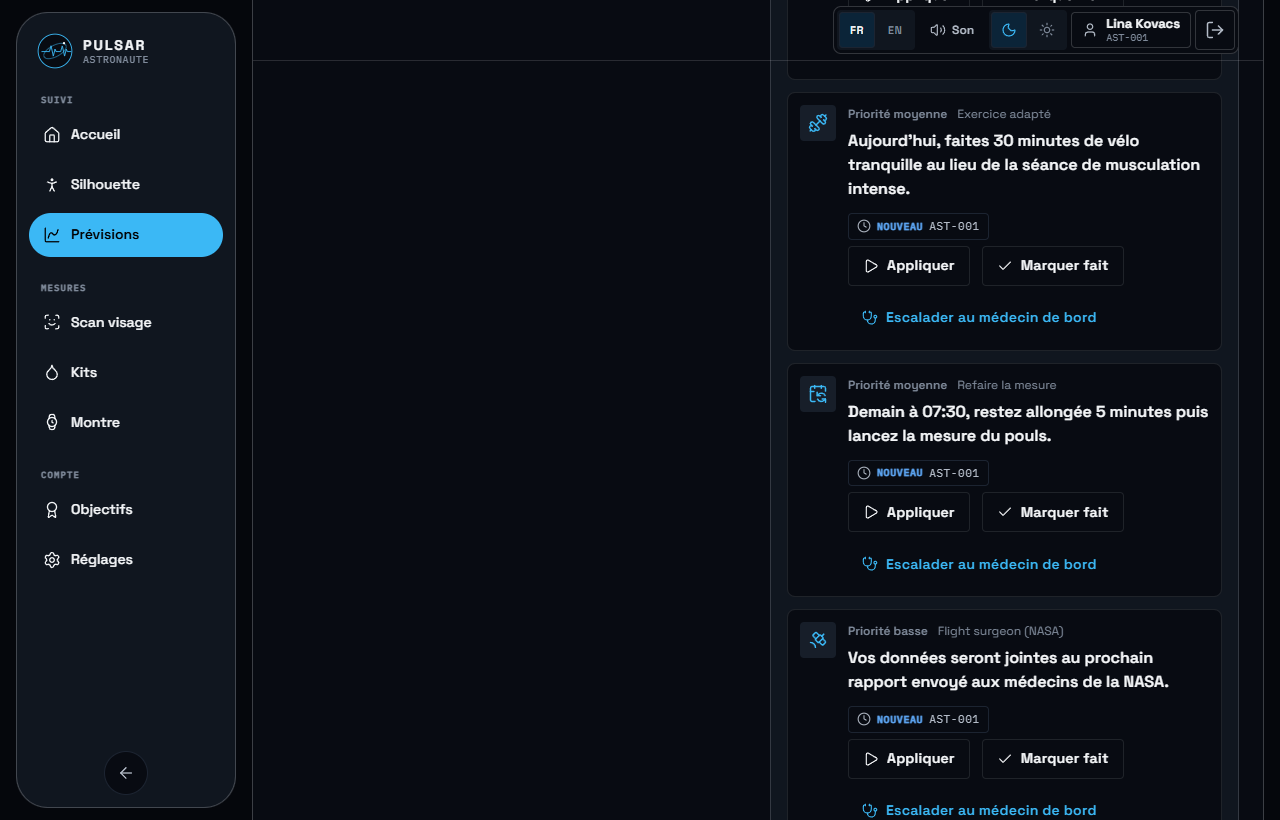 PULSAR
ASTRONAUTE
SUIVI
Accueil
Silhouette
Prévisions
MESURES
Scan visage
Kits
Montre
COMPTE
Objectifs
Réglages
FR
EN
Son
Lina Kovacs
AST-001
Priorité moyenne Exercice adapté
Aujourd'hui, faites 30 minutes de vélo
tranquille au lieu de la séance de musculation
intense.
NOUVEAU AST-001
Appliquer
Marquer fait
Escalader au médecin de bord
Priorité moyenne Refaire la mesure
Demain à 07:30, restez allongée 5 minutes puis
lancez la mesure du pouls.
NOUVEAU AST-001
Appliquer
Marquer fait
Escalader au médecin de bord
Priorité basse Flight surgeon (NASA)
Vos données seront jointes au prochain
rapport envoyé aux médecins de la NASA.
NOUVEAU AST-001
Appliquer
Marquer fait
Escalader au médecin de bord